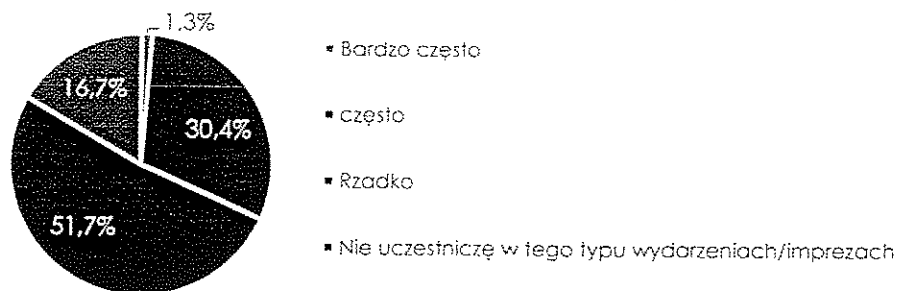 1,3%
16,7%
30,4%
51,7%
Bardzo często
często
Rzadko
Nie uczestniczę w tego typu wydarzeniach/imprezach